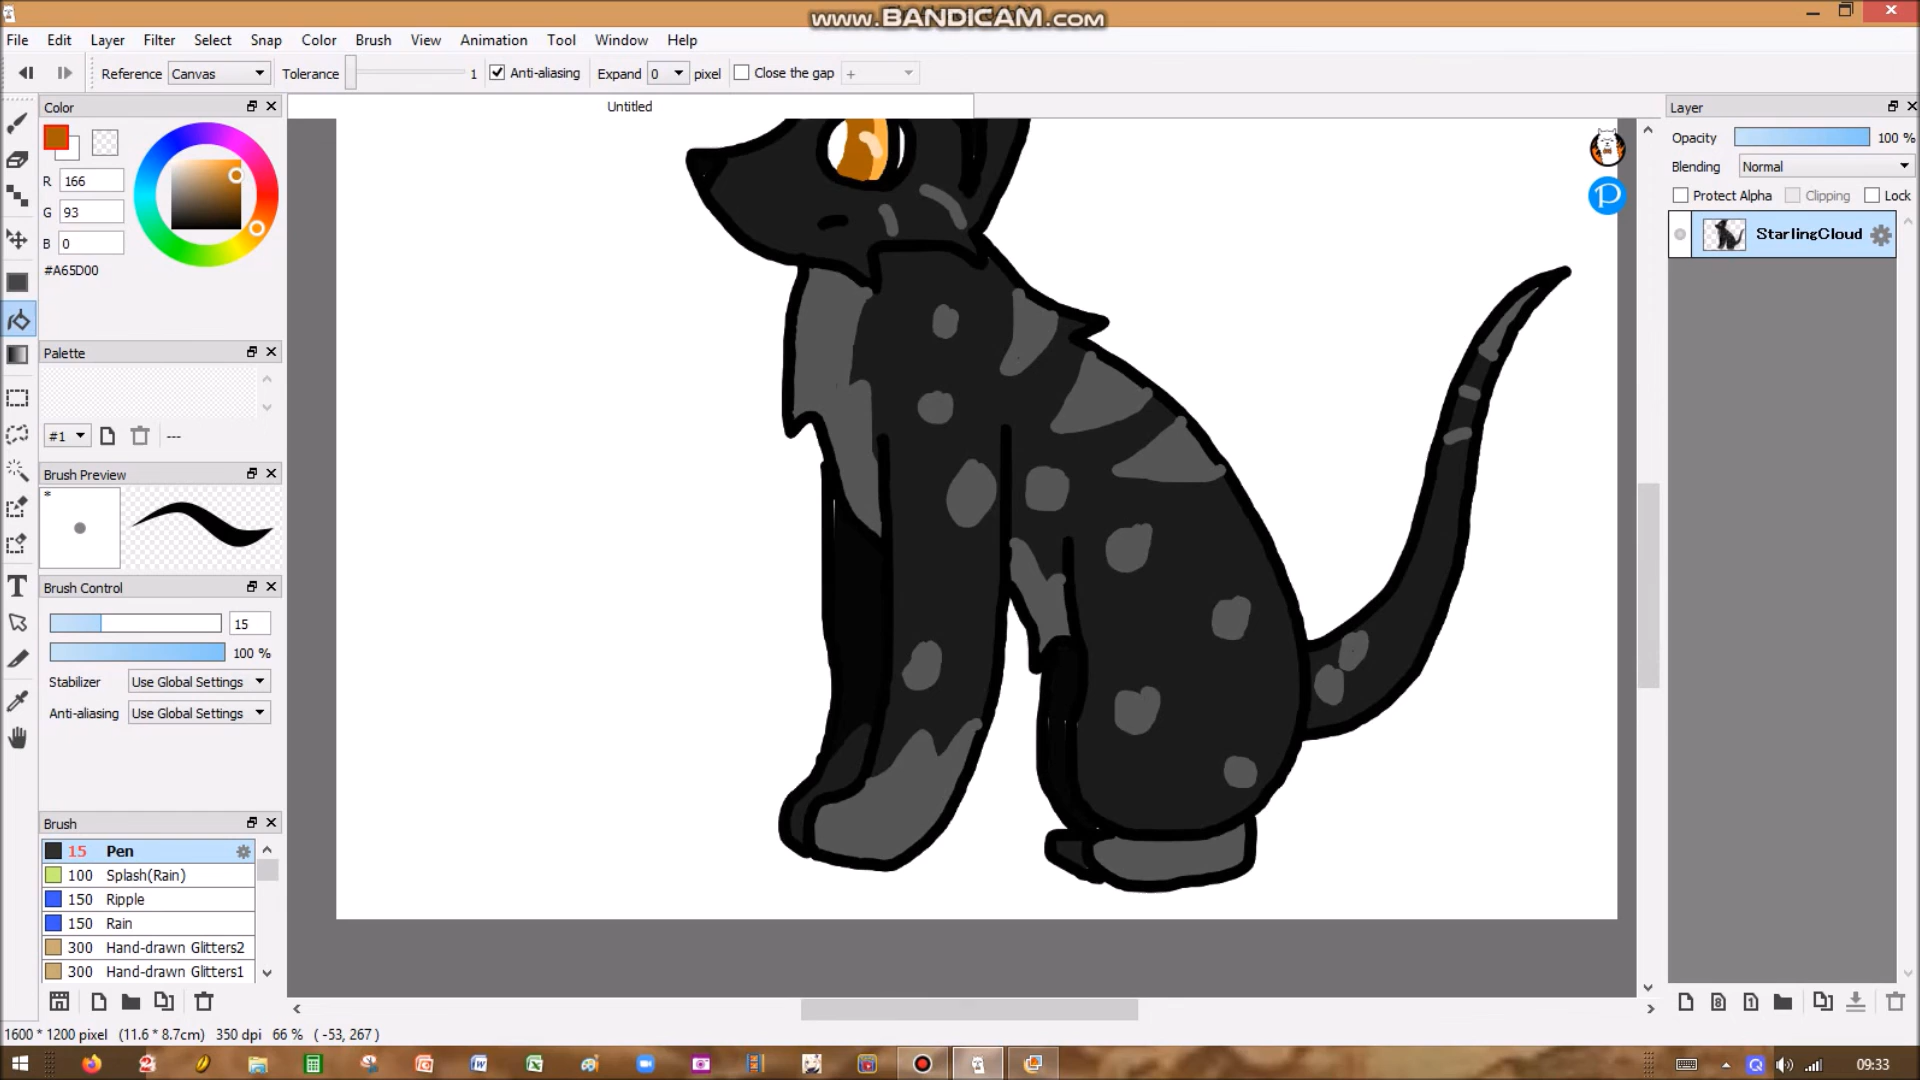 www.BANDICAM.com
File Edit Layer Filter Select Snap Color Brush View Animation Tool Window Help
Reference Canvas Tolerance 1 Anti-aliasing Expand 0 pixel Close the gap +
Color
Untitled
Layer
Opacity 100 %
Blending Normal
Protect Alpha Clipping Lock
StarlingCloud
R 166
G 93
B 0
#A65D00
Palette
#1 ---
Brush Preview
*
Brush Control
15
100 %
Stabilizer Use Global Settings
Anti-aliasing Use Global Settings
Brush
15 Pen
100 Splash(Rain)
150 Ripple
150 Rain
300 Hand-drawn Glitters2
300 Hand-drawn Glitters1
1600 * 1200 pixel (11.6 * 8.7cm) 350 dpi 66 % ( -53, 267 )
09:33